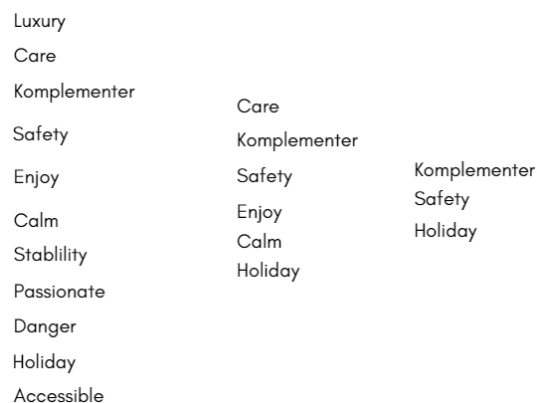 Luxury
Care
Komplementer
Safety
Enjoy
Calm
Stablility
Passionate
Danger
Holiday
Accessible
Care
Komplementer
Safety
Enjoy
Calm
Holiday
Komplementer
Safety
Holiday